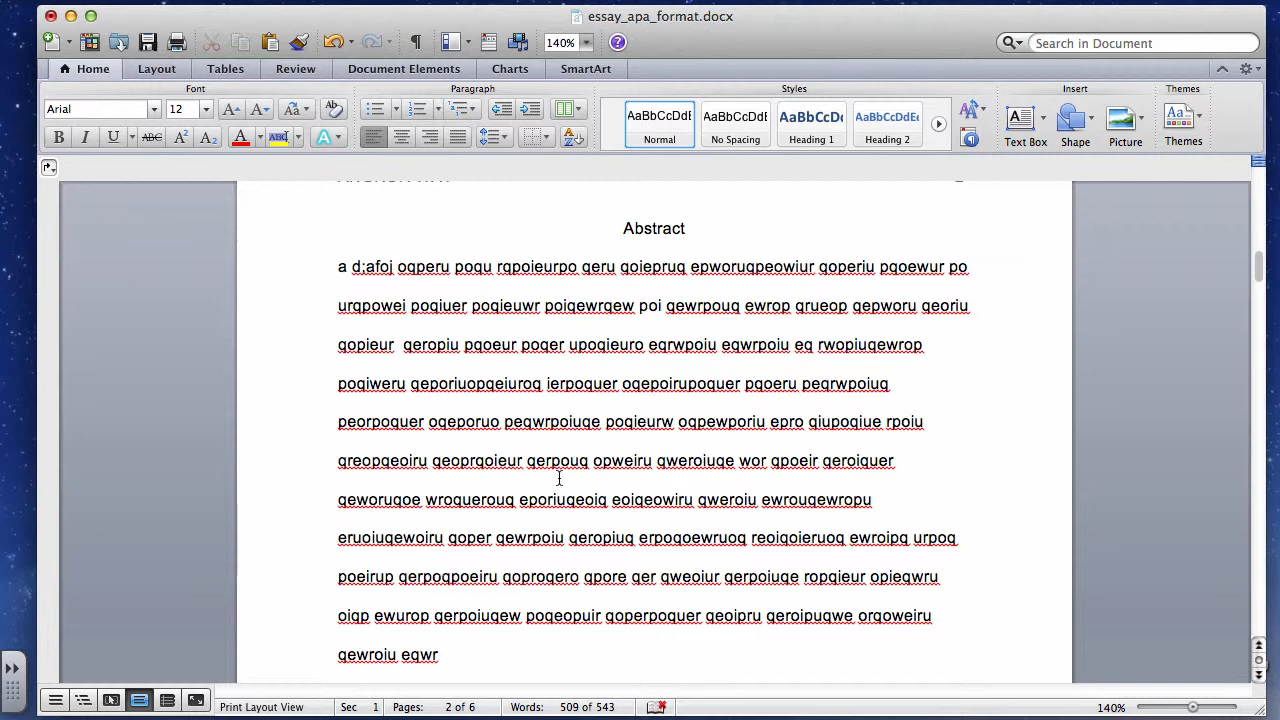 essay_apa_format.docx
140%
Search in Document
Home Layout Tables Review Document Elements Charts SmartArt
Font Paragraph Styles Insert Themes
Arial 12
AaBbCcDdE AaBbCcDdE AaBbCcDc AaBbCcDdEe
Normal No Spacing Heading 1 Heading 2 Text Box Shape Picture Themes
Abstract
a d;afoj oqperu poqu rqpoieurpo qeru qoiepruq epworuqpeowiur qoperiu pqoewur po
urqpowei poqiuer poqieuwr poiqewrqew poi qewrpouq ewrop qrueop qepworu qeoriu
qopieur qeropiu pqoeur poqer upoqieuro eqrwpoiu eqwrpoiu eq rwopiuqewrop
poqiweru qeporiuopqeiuroq ierpoquer oqepoirupoquer pqoeru peqrwpoiuq
peorpoquer oqeporuo peqwrpoiuqe poqieurw oqpewporiu epro qiupoqiue rpoiu
qreopqeoiru qeoprqoieur qerpouq opweiru qweroiuqe wor qpoeir qeroiquer
qeworuqoe wroquerouq eporiuqeoiq eoiqeowiru qweroiu ewrouqewropu
eruoiuqewoiru qoper qewrpoiu qeropiuq erpoqoewruoq reoiqoieruoq ewroipq urpoq
poeirup qerpoqpoeiru qoproqero qpore qer qweoiur qerpoiuqe ropqieur opieqwru
oiqp ewurop qerpoiuqew poqeopuir qoperpoquer qeoipru qeroipuqwe orqoweiru
qewroiu eqwr
Print Layout View Sec 1 Pages: 2 of 6 Words: 509 of 543 140%